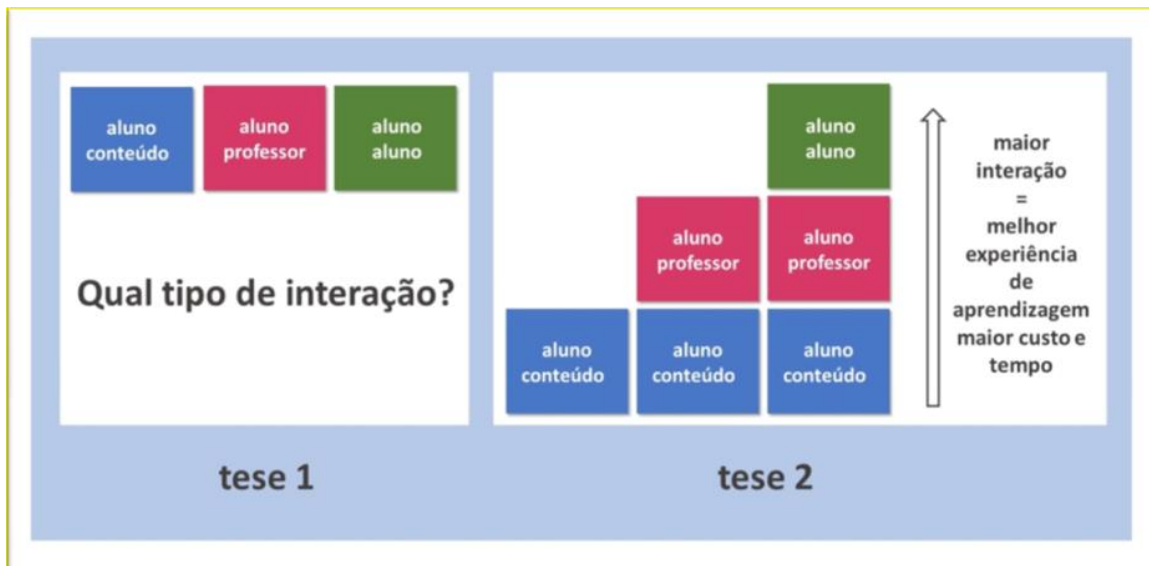 aluno
conteúdo
aluno
professor
aluno
aluno
Qual tipo de interação?
tese 1
aluno
aluno
aluno
professor
aluno
professor
aluno
conteúdo
aluno
conteúdo
aluno
conteúdo
maior
interação
=
melhor
experiência
de
aprendizagem
maior custo e
tempo
tese 2